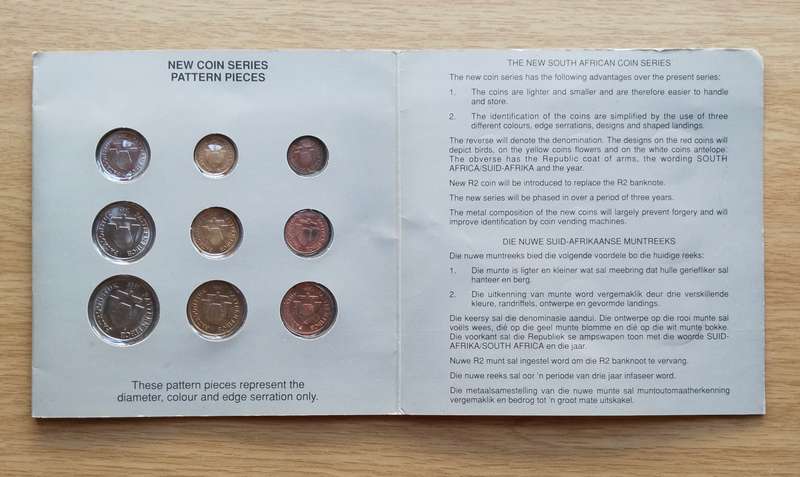 NEW COIN SERIES
PATTERN PIECES
These pattern pieces represent the
diameter, colour and edge serration only.
THE NEW SOUTH AFRICAN COIN SERIES
The new coin series has the following advantages over the present series:
1. The coins are lighter and smaller and are therefore easier to handle
and store.
2. The identification of the coins are simplified by the use of three
different colours, edge serrations, designs and shaped landings.
The reverse will denote the denomination. The designs on the red coins will
depict birds, on the yellow coins flowers and on the white coins antelope.
The obverse has the Republic coat of arms, the wording SOUTH
AFRICA/SUID-AFRIKA and the year.
New R2 coin will be introduced to replace the R2 banknote.
The new series will be phased in over a period of three years.
The metal composition of the new coins will largely prevent forgery and will
improve identification by coin vending machines.
DIE NUWE SUID-AFRIKAANSE MUNTREEKS
Die nuwe muntreeks bied die volgende voordele bo die huidige reeks:
1. Die munte is ligter en kleiner wat sal meebring dat hulle geriefliker sal
hanteer en berg.
2. Die uitkenning van munte word vergemaklik deur drie verskillende
kleure, randriffels, ontwerpe en gevormde landings.
Die keersy sal die denominasie aandui. Die ontwerpe op die rooi munte sal
voëls wees, dié op die geel munte blomme en dié op die wit munte bokke.
Die voorkant sal die Republiek se wapen toon met die woorde SUID-
AFRIKA/SOUTH AFRICA en die jaar.
Nuwe R2 munt sal ingestel word om die R2 banknoot te vervang.
Die nuwe reeks sal oor 'n periode van drie jaar infaseer word.
Die metaalsamestelling van die nuwe munte sal muntoutomaatherkenning
vergemaklik en bedrog tot 'n groot mate uitskakel.